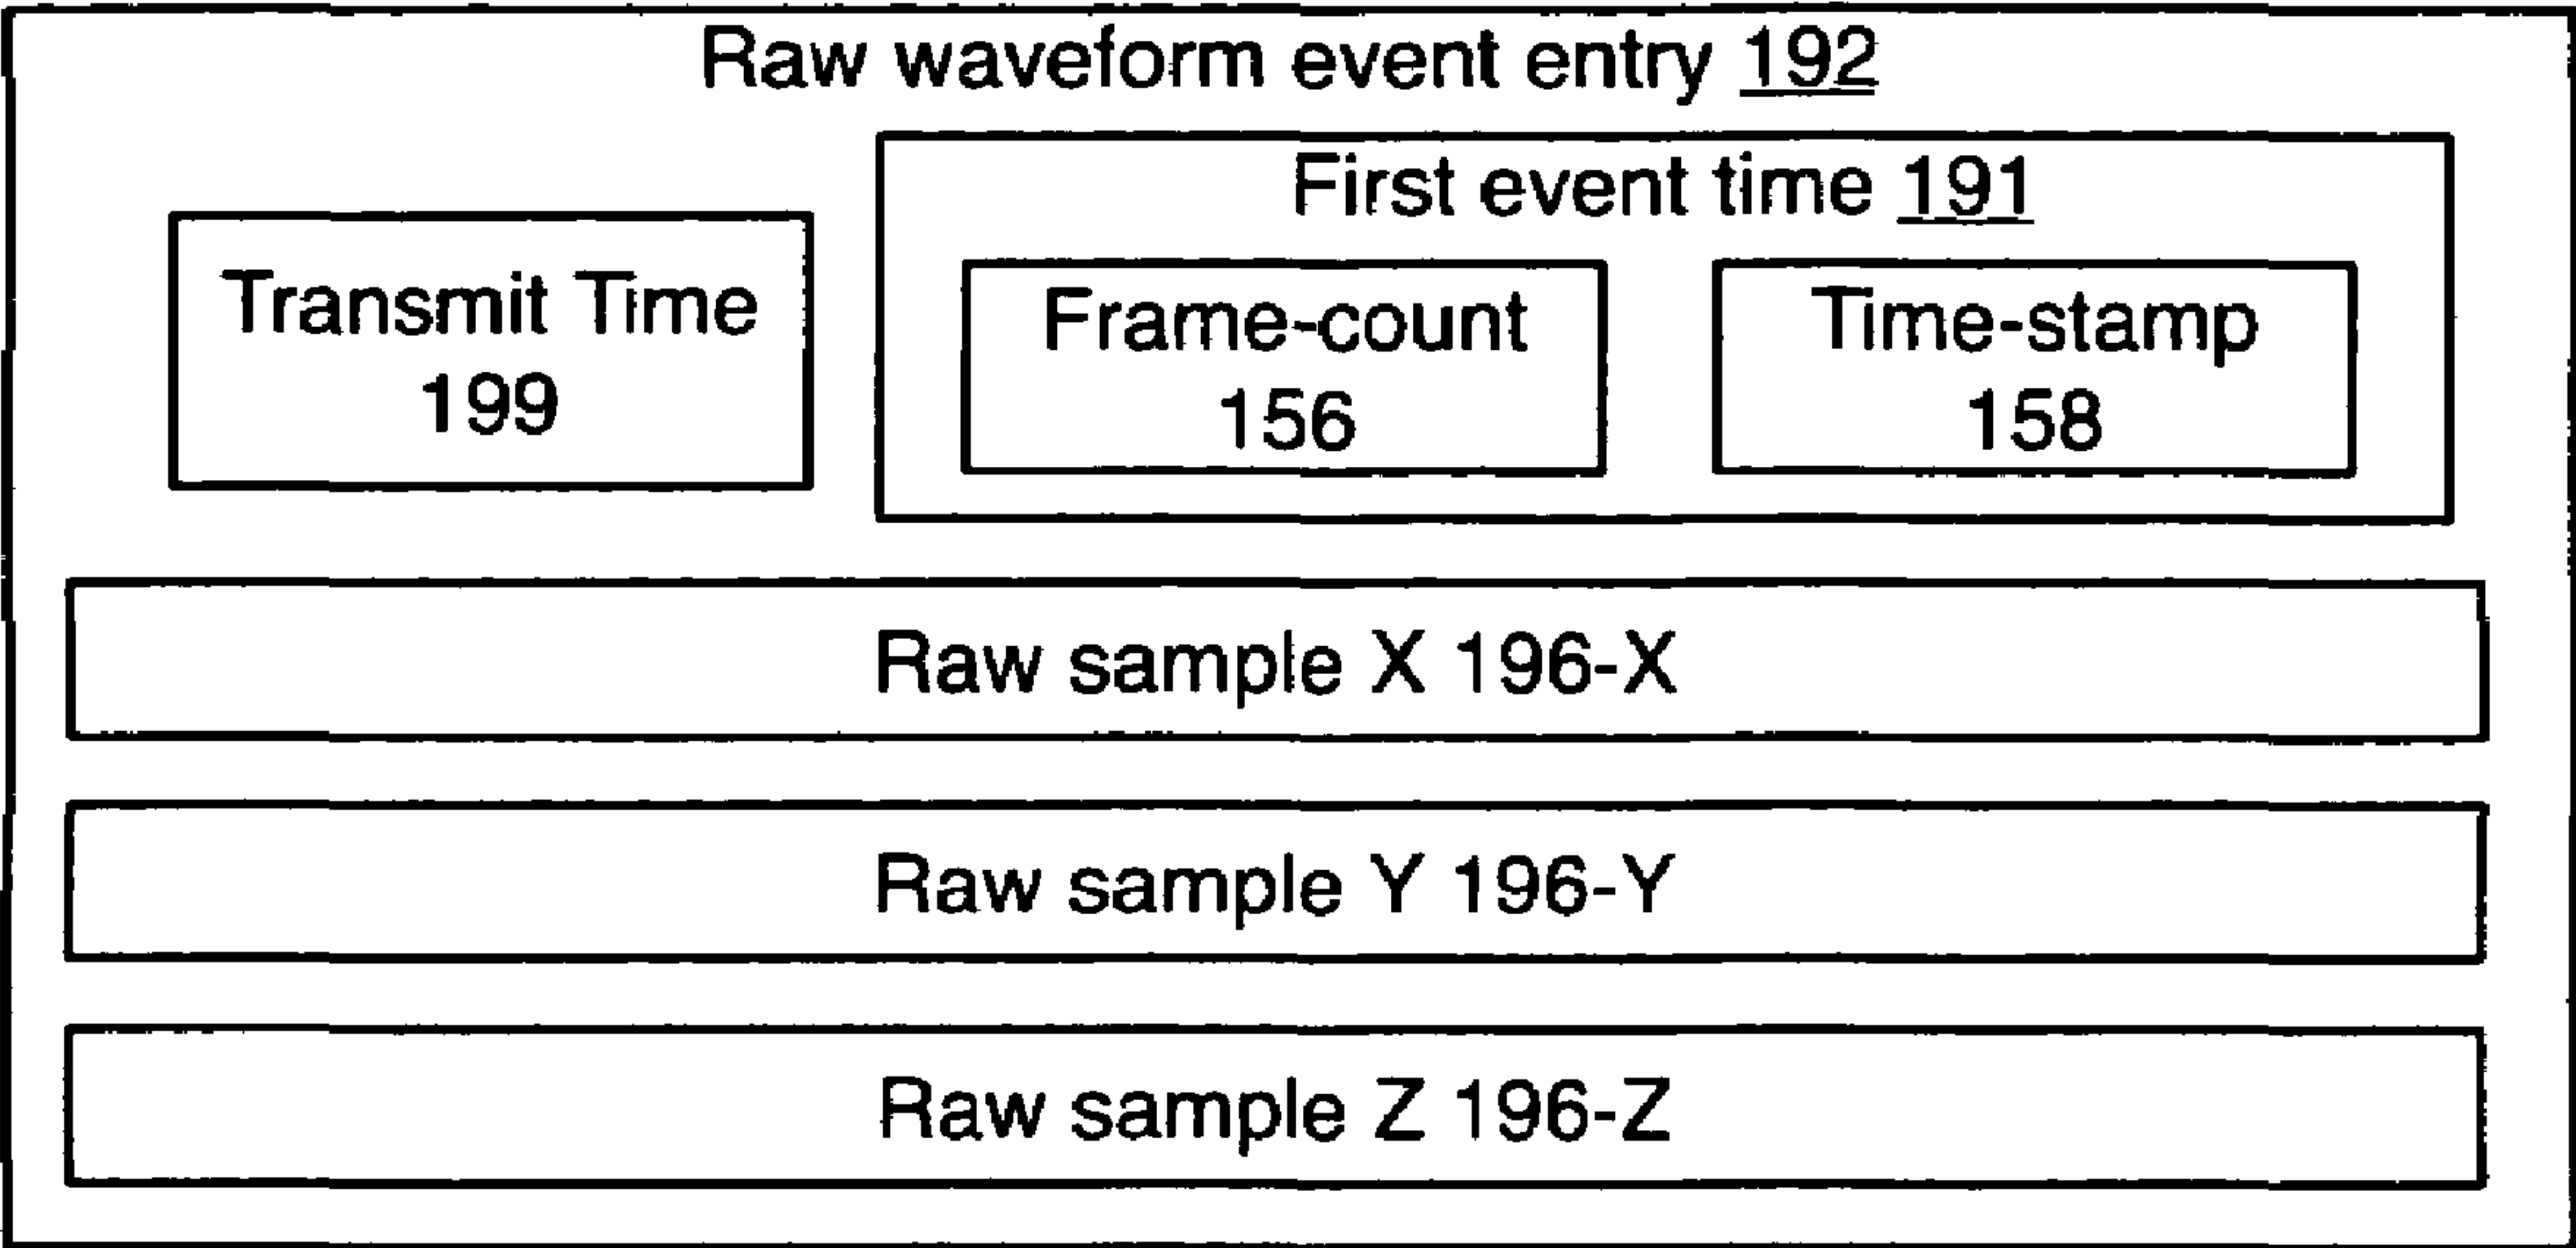 Raw waveform event entry 192
First event time 191
Transmit Time
199
Frame-count
156
Time-stamp
158
Raw sample X 196-X
Raw sample Y 196-Y
Raw sample Z 196-Z